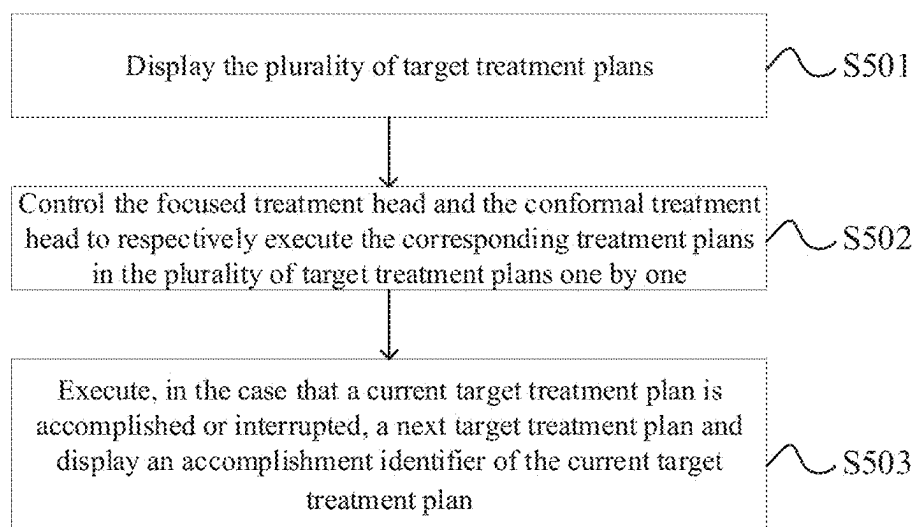 Display the plurality of target treatment plans
S501
Control the focused treatment head and the conformal treatment
head to respectively execute the corresponding treatment plans
in the plurality of target treatment plans one by one
S502
Execute, in the case that a current target treatment plan is
accomplished or interrupted, a next target treatment plan and
display an accomplishment identifier of the current target
treatment plan
S503